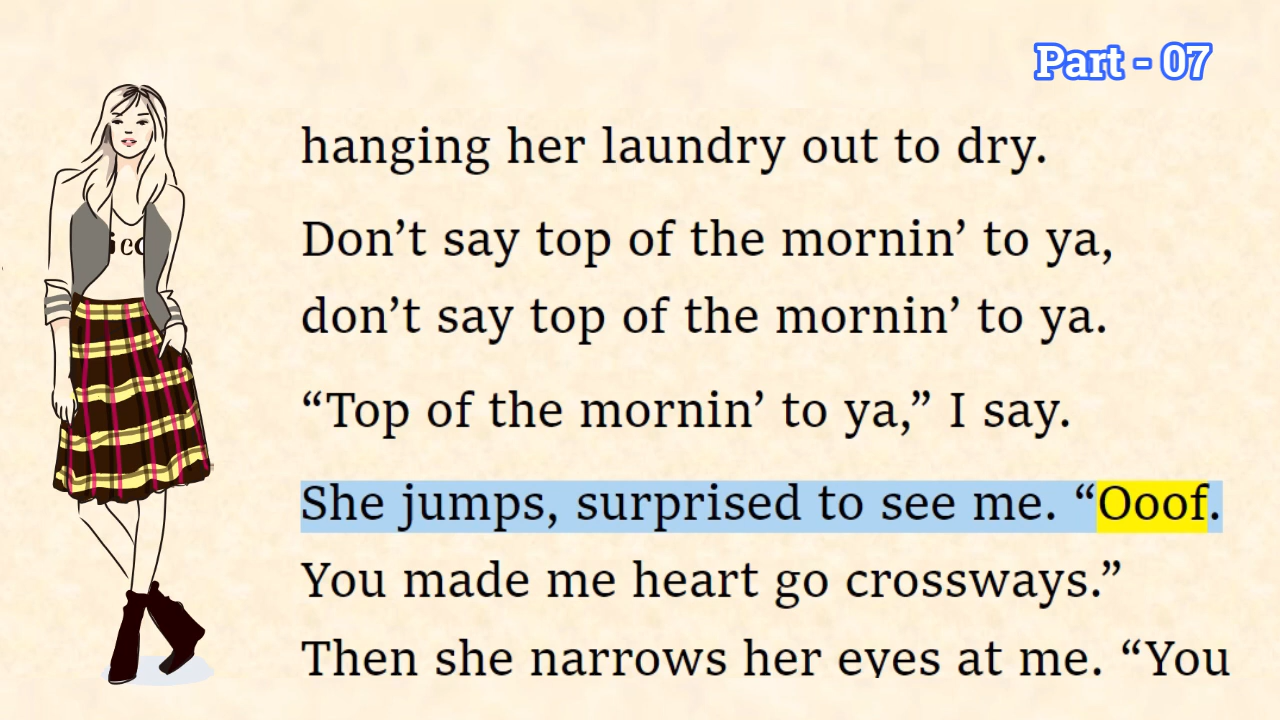 Part - 07
hanging her laundry out to dry.
Don’t say top of the mornin’ to ya,
don’t say top of the mornin’ to ya.
“Top of the mornin’ to ya,” I say.
She jumps, surprised to see me. “Ooof.
You made me heart go crossways.”
Then she narrows her eyes at me. “You